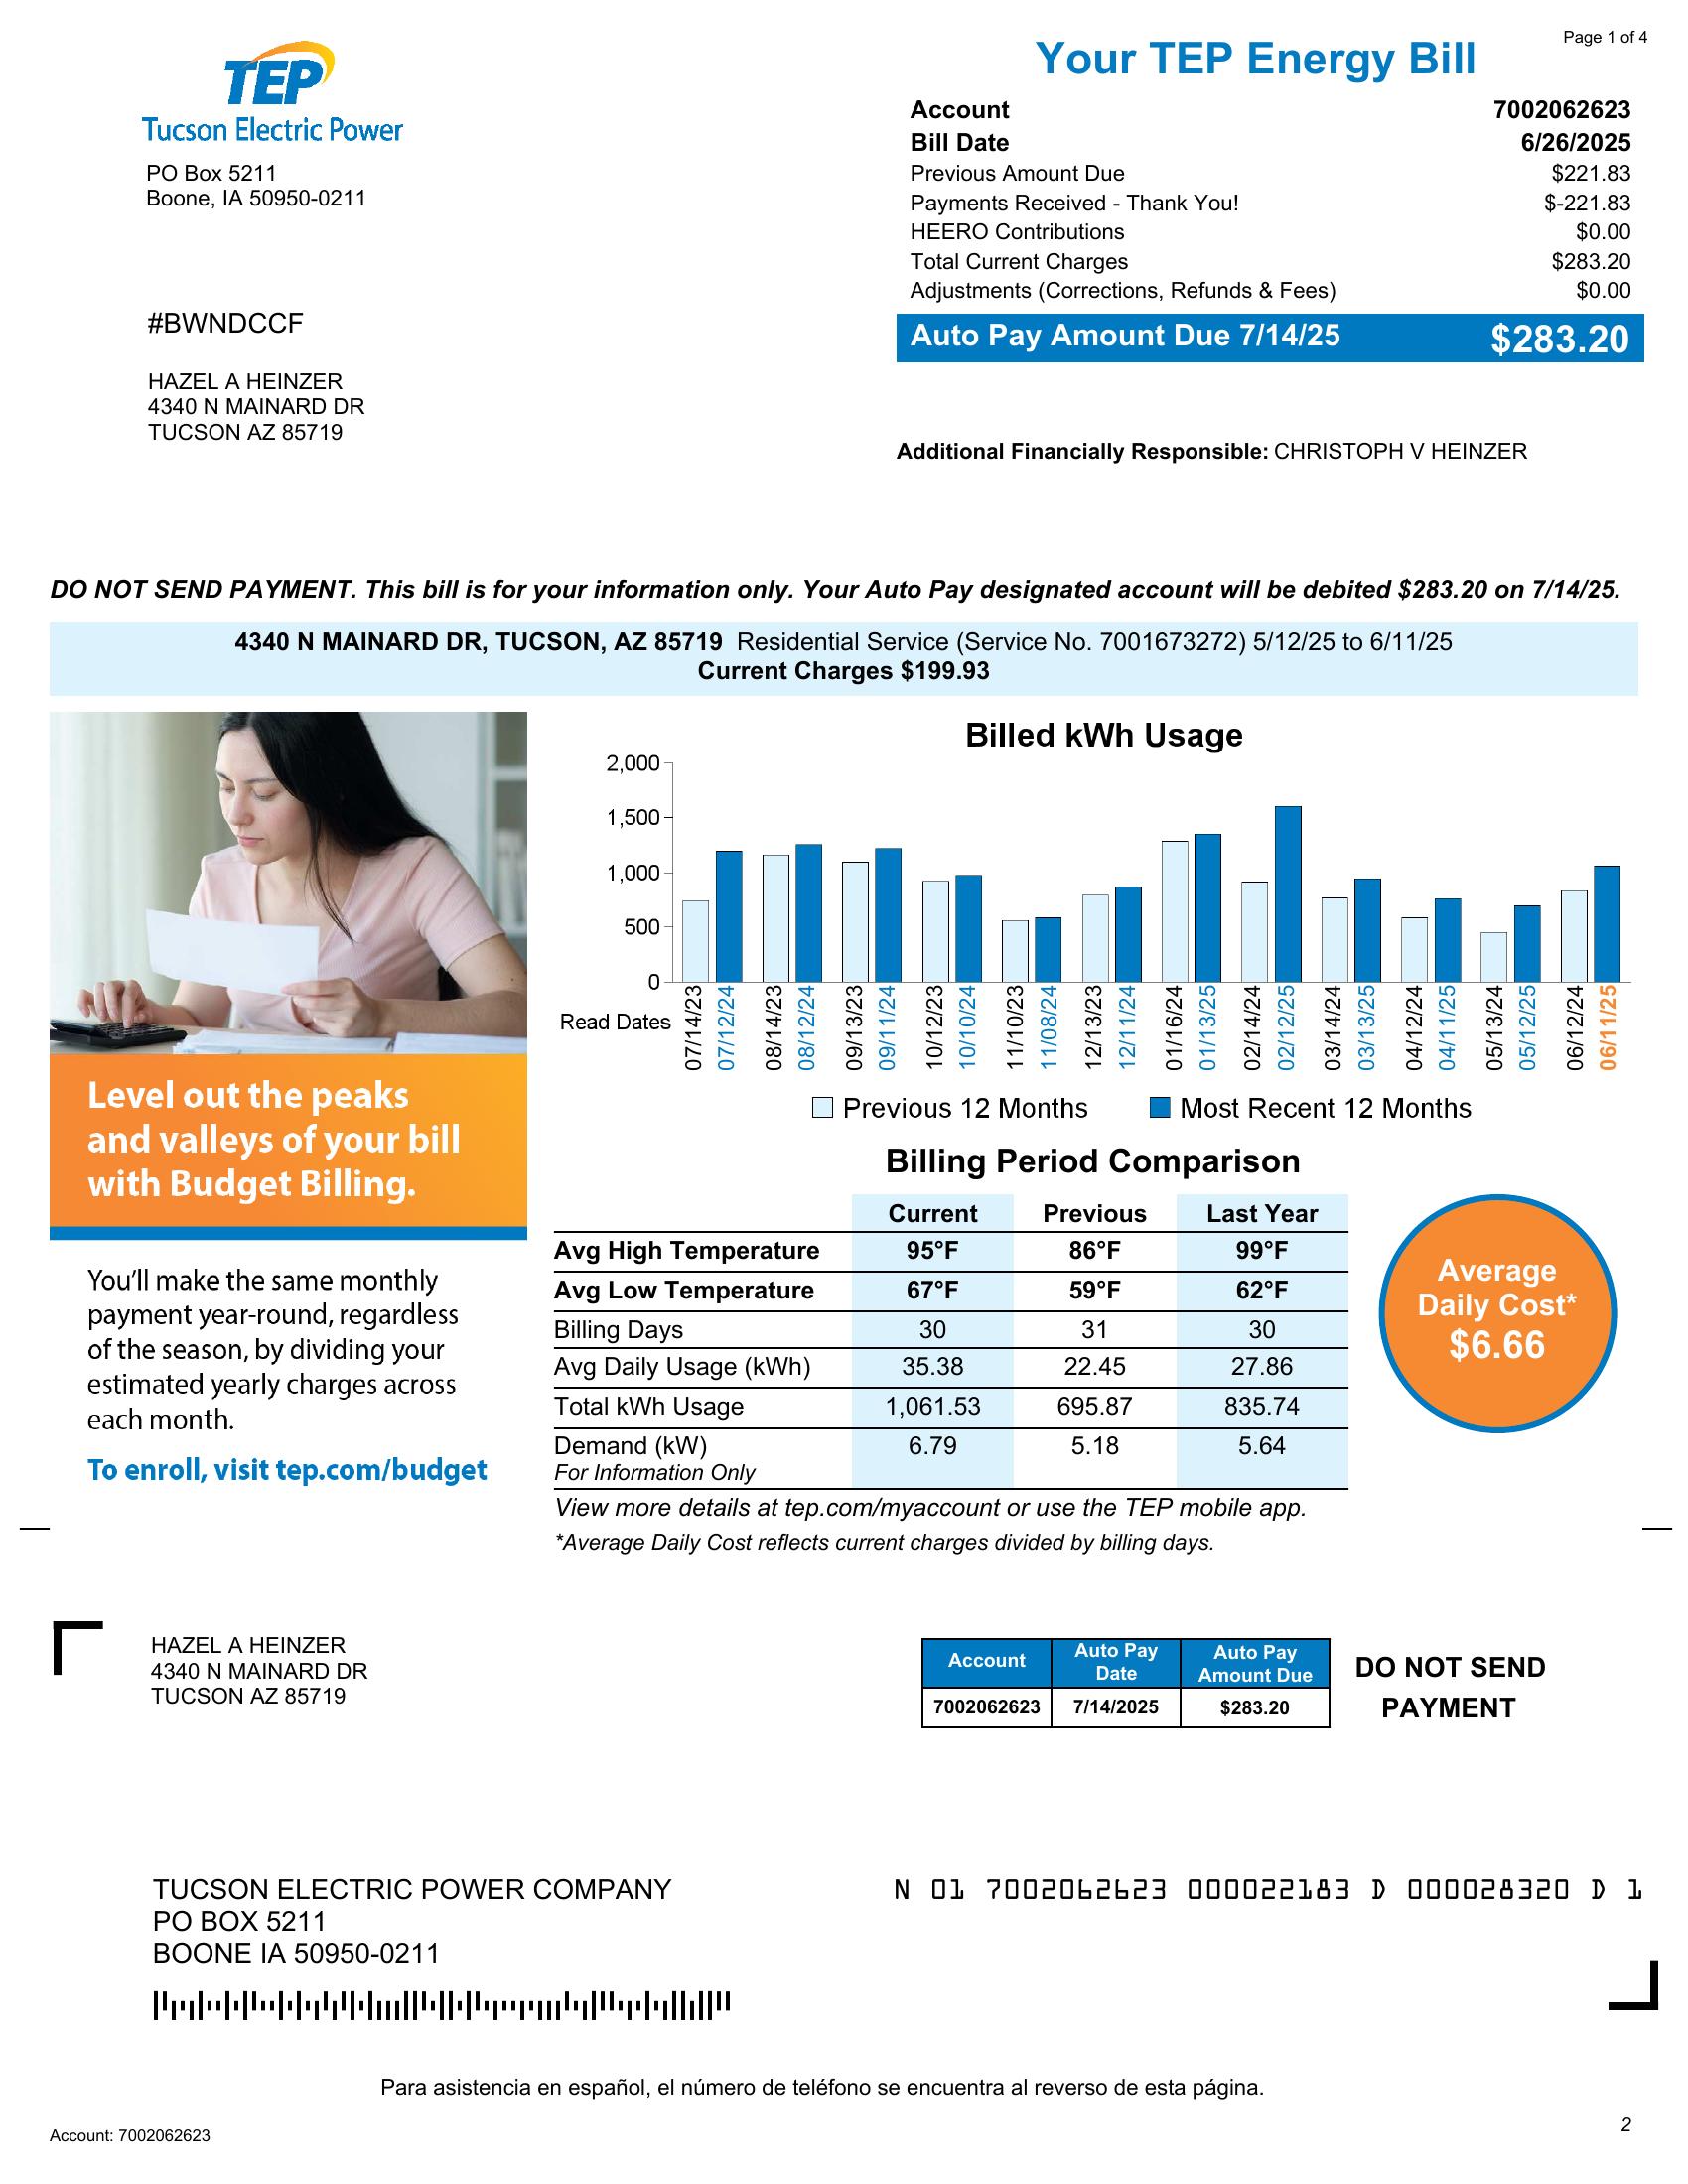 Page 1 of 4
TEP
Tucson Electric Power
PO Box 5211
Boone, IA 50950-0211
Your TEP Energy Bill
Account 7002062623
Bill Date 6/26/2025
Previous Amount Due $221.83
Payments Received - Thank You! $-221.83
HEERO Contributions $0.00
Total Current Charges $283.20
Adjustments (Corrections, Refunds & Fees) $0.00
Auto Pay Amount Due 7/14/25 $283.20
#BWNDCCF
HAZEL A HEINZER
4340 N MAINARD DR
TUCSON AZ 85719
Additional Financially Responsible: CHRISTOPH V HEINZER
DO NOT SEND PAYMENT. This bill is for your information only. Your Auto Pay designated account will be debited $283.20 on 7/14/25.
4340 N MAINARD DR, TUCSON, AZ 85719 Residential Service (Service No. 7001673272) 5/12/25 to 6/11/25
Current Charges $199.93
Level out the peaks
and valleys of your bill
with Budget Billing.
You'll make the same monthly
payment year-round, regardless
of the season, by dividing your
estimated yearly charges across
each month.
To enroll, visit tep.com/budget
Billed kWh Usage
2,000
1,500
1,000
500
0
Read Dates
07/14/23
07/12/24
08/14/23
08/12/24
09/13/23
09/11/24
10/12/23
10/10/24
11/10/23
11/08/24
12/13/23
12/11/24
01/16/24
01/13/25
02/14/24
02/12/25
03/14/24
03/13/25
04/12/24
04/11/25
05/13/24
05/12/25
06/12/24
06/11/25
Previous 12 Months Most Recent 12 Months
Billing Period Comparison
Current Previous Last Year
Avg High Temperature 95°F 86°F 99°F
Avg Low Temperature 67°F 59°F 62°F
Billing Days 30 31 30
Avg Daily Usage (kWh) 35.38 22.45 27.86
Total kWh Usage 1,061.53 695.87 835.74
Demand (kW) 6.79 5.18 5.64
For Information Only
View more details at tep.com/myaccount or use the TEP mobile app.
*Average Daily Cost reflects current charges divided by billing days.
Average
Daily Cost*
$6.66
HAZEL A HEINZER
4340 N MAINARD DR
TUCSON AZ 85719
Account Auto Pay Date Auto Pay Amount Due
7002062623 7/14/2025 $283.20
DO NOT SEND
PAYMENT
TUCSON ELECTRIC POWER COMPANY
PO BOX 5211
BOONE IA 50950-0211
N 01 7002062623 000022183 D 000028320 D 1
Para asistencia en español, el número de teléfono se encuentra al reverso de esta página.
Account: 7002062623
2